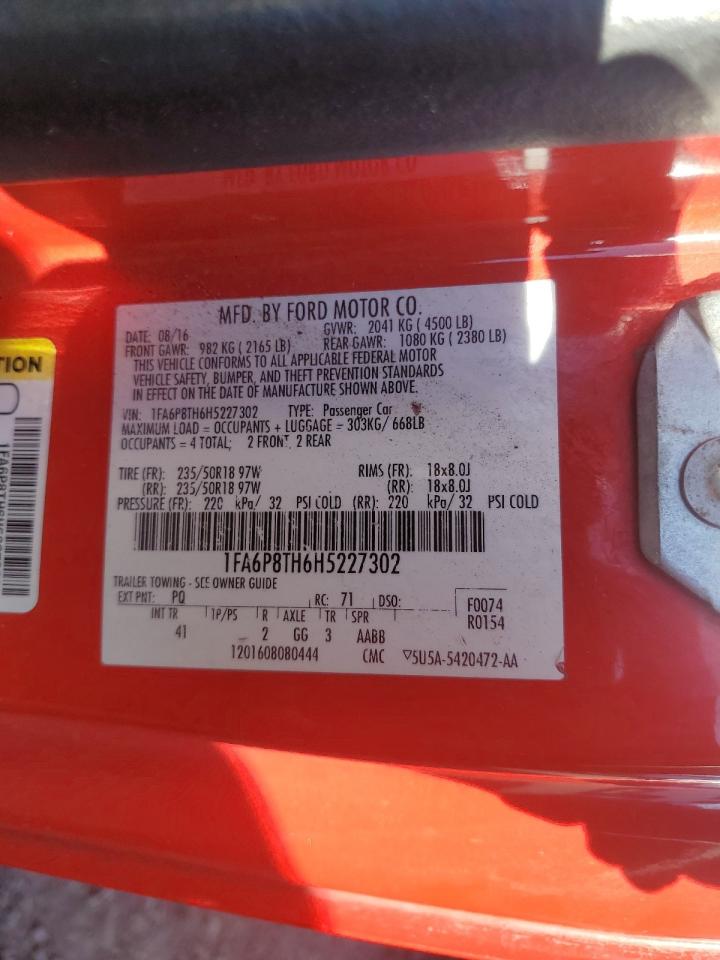 MFD. BY FORD MOTOR CO.
DATE: 08/16 GVWR: 2041 KG ( 4500 LB)
FRONT GAWR: 982 KG ( 2165 LB) REAR GAWR: 1080 KG ( 2380 LB)
THIS VEHICLE CONFORMS TO ALL APPLICABLE FEDERAL MOTOR
VEHICLE SAFETY, BUMPER, AND THEFT PREVENTION STANDARDS
IN EFFECT ON THE DATE OF MANUFACTURE SHOWN ABOVE.
VIN: 1FA6P8TH6H5227302 TYPE: Passenger Car
MAXIMUM LOAD = OCCUPANTS + LUGGAGE = 303KG/ 668LB
OCCUPANTS = 4 TOTAL; 2 FRONT, 2 REAR
TIRE (FR): 235/50R18 97W RIMS (FR): 18x8.0J
(RR): 235/50R18 97W (RR): 18x8.0J
PRESSURE (FR): 220 kPa/ 32 PSI COLD (RR): 220 kPa/ 32 PSI COLD
1FA6P8TH6H5227302
TRAILER TOWING - SEE OWNER GUIDE
EXT PNT: PQ RC: 71 DSO: F0074
INT TR TP/PS R AXLE TR SPR R0154
41 2 GG 3 AABB
1201608080444 CMC ▽5U5A-5420472-AA